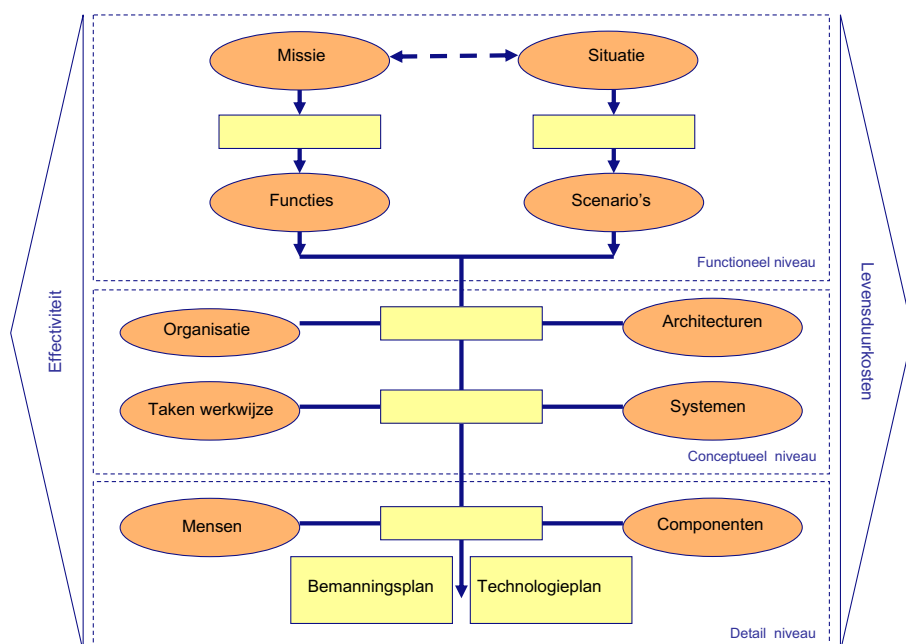 Missie
Situatie
Functies
Scenario's
Functioneel niveau
Effectiviteit
Levensduurkosten
Organisatie
Architecturen
Taken werkwijze
Systemen
Conceptueel niveau
Mensen
Componenten
Bemanningsplan
Technologieplan
Detail niveau